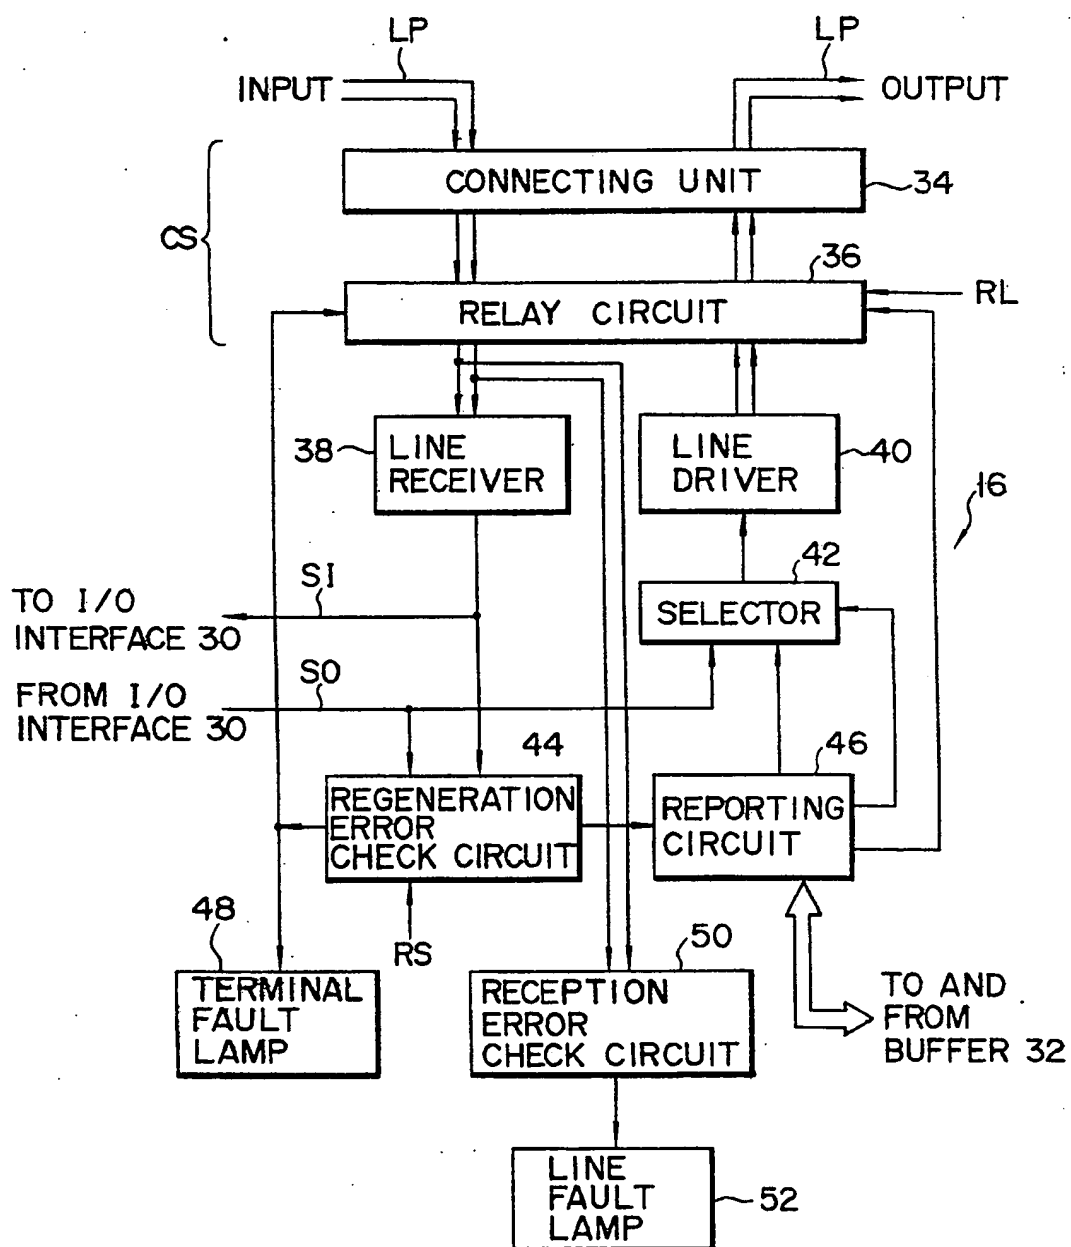 LP
LP
INPUT
OUTPUT
CONNECTING UNIT
34
CS
36
RELAY CIRCUIT
RL
38
LINE
RECEIVER
LINE
DRIVER
40
16
42
SI
TO I/O
INTERFACE 30
SELECTOR
SO
FROM I/O
INTERFACE 30
44
46
REGENERATION
ERROR
CHECK CIRCUIT
REPORTING
CIRCUIT
48
RS
50
TERMINAL
FAULT
LAMP
RECEPTION
ERROR
CHECK CIRCUIT
TO AND
FROM
BUFFER 32
LINE
FAULT
LAMP
52